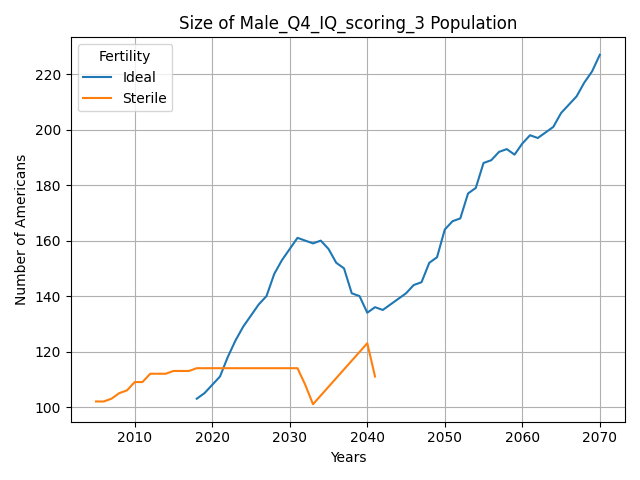 Size of Male_Q4_IQ_scoring_3 Population
Fertility
Ideal
Sterile
Number of Americans
220
200
180
160
140
120
100
2010 2020 2030 2040 2050 2060 2070
Years